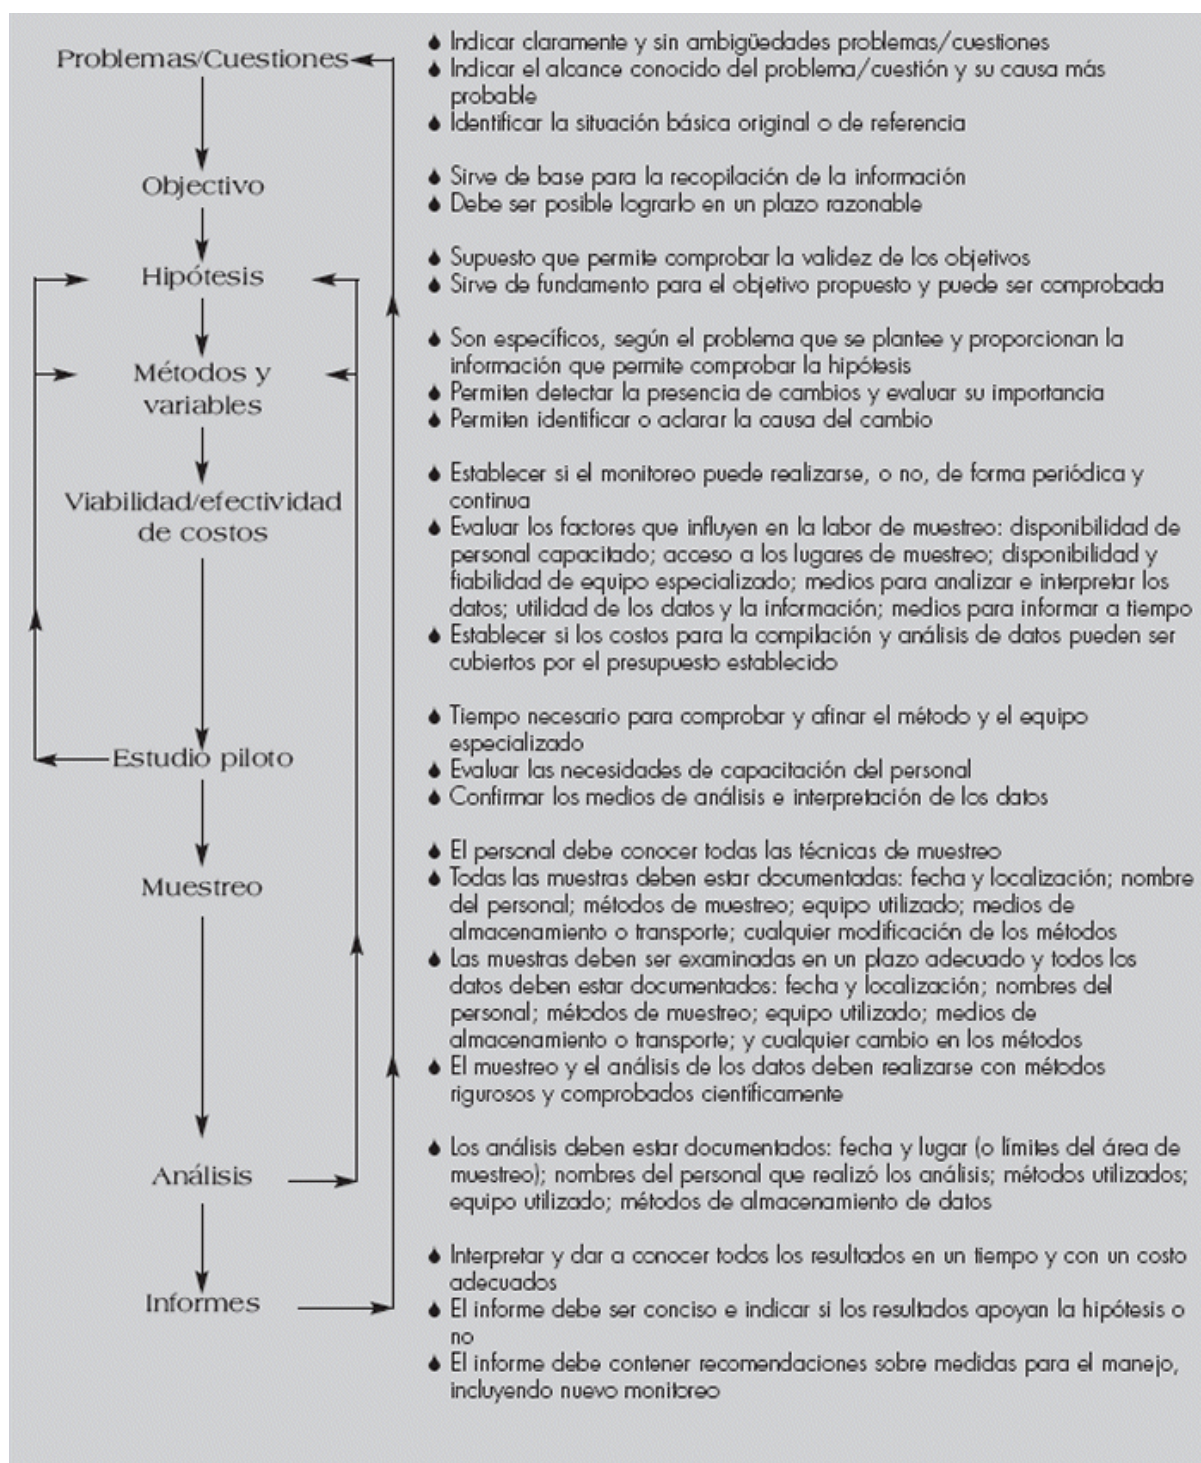 Problemas/Cuestiones
♦ Indicar claramente y sin ambigüedades problemas/cuestiones
♦ Indicar el alcance conocido del problema/cuestión y su causa más
probable
♦ Identificar la situación básica original o de referencia
Objectivo
♦ Sirve de base para la recopilación de la información
♦ Debe ser posible lograrlo en un plazo razonable
Hipótesis
♦ Supuesto que permite comprobar la validez de los objetivos
♦ Sirve de fundamento para el objetivo propuesto y puede ser comprobada
Métodos y
variables
♦ Son específicos, según el problema que se plantee y proporcionan la
información que permite comprobar la hipótesis
♦ Permiten detectar la presencia de cambios y evaluar su importancia
♦ Permiten identificar o aclarar la causa del cambio
Viabilidad/efectividad
de costos
♦ Establecer si el monitoreo puede realizarse, o no, de forma periódica y
continua
♦ Evaluar los factores que influyen en la labor de muestreo: disponibilidad de
personal capacitado; acceso a los lugares de muestreo; disponibilidad y
fiabilidad de equipo especializado; medios para analizar e interpretar los
datos; utilidad de los datos y la información; medios para informar a tiempo
♦ Establecer si los costos para la compilación y análisis de datos pueden ser
cubiertos por el presupuesto establecido
Estudio piloto
♦ Tiempo necesario para comprobar y afinar el método y el equipo
especializado
♦ Evaluar las necesidades de capacitación del personal
♦ Confirmar los medios de análisis e interpretación de los datos
Muestreo
♦ El personal debe conocer todas las técnicas de muestreo
♦ Todas las muestras deben estar documentadas: fecha y localización; nombre
del personal; métodos de muestreo; equipo utilizado; medios de
almacenamiento o transporte; cualquier modificación de los métodos
♦ Las muestras deben ser examinadas en un plazo adecuado y todos los
datos deben estar documentados: fecha y localización; nombres del
personal; métodos de muestreo; equipo utilizado; medios de
almacenamiento o transporte; y cualquier cambio en los métodos
♦ El muestreo y el análisis de los datos deben realizarse con métodos
rigurosos y comprobados científicamente
Análisis
♦ Los análisis deben estar documentados: fecha y lugar (o límites del área de
muestreo); nombres del personal que realizó los análisis; métodos utilizados;
equipo utilizado; métodos de almacenamiento de datos
Informes
♦ Interpretar y dar a conocer todos los resultados en un tiempo y con un costo
adecuados
♦ El informe debe ser conciso e indicar si los resultados apoyan la hipótesis o
no
♦ El informe debe contener recomendaciones sobre medidas para el manejo,
incluyendo nuevo monitoreo